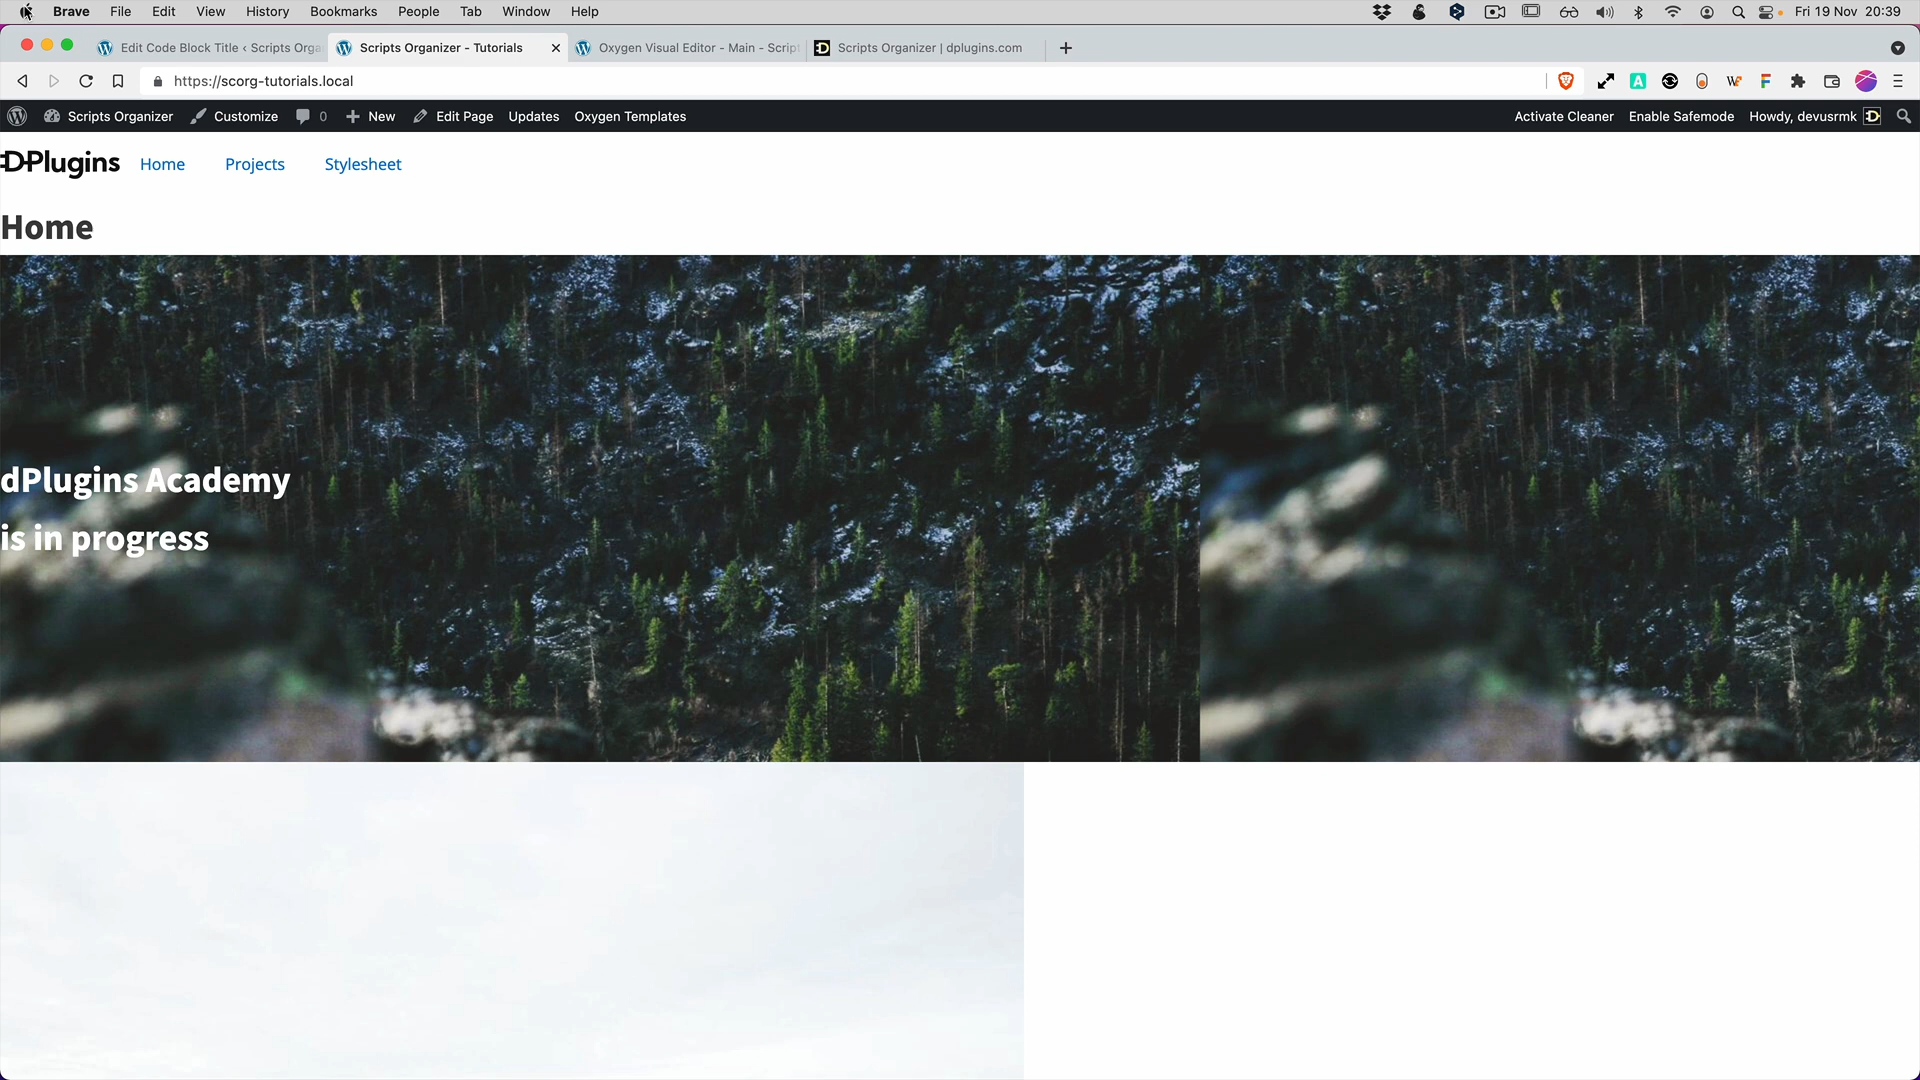 Brave File Edit View History Bookmarks People Tab Window Help Fri 19 Nov 20:39
Edit Code Block Title ‹ Scripts Orga Scripts Organizer - Tutorials Oxygen Visual Editor - Main - Script Scripts Organizer | dplugins.com
https://scorg-tutorials.local
Scripts Organizer Customize 0 New Edit Page Updates Oxygen Templates Activate Cleaner Enable Safemode Howdy, devusrmk
DPlugins Home Projects Stylesheet
Home
dPlugins Academy
is in progress